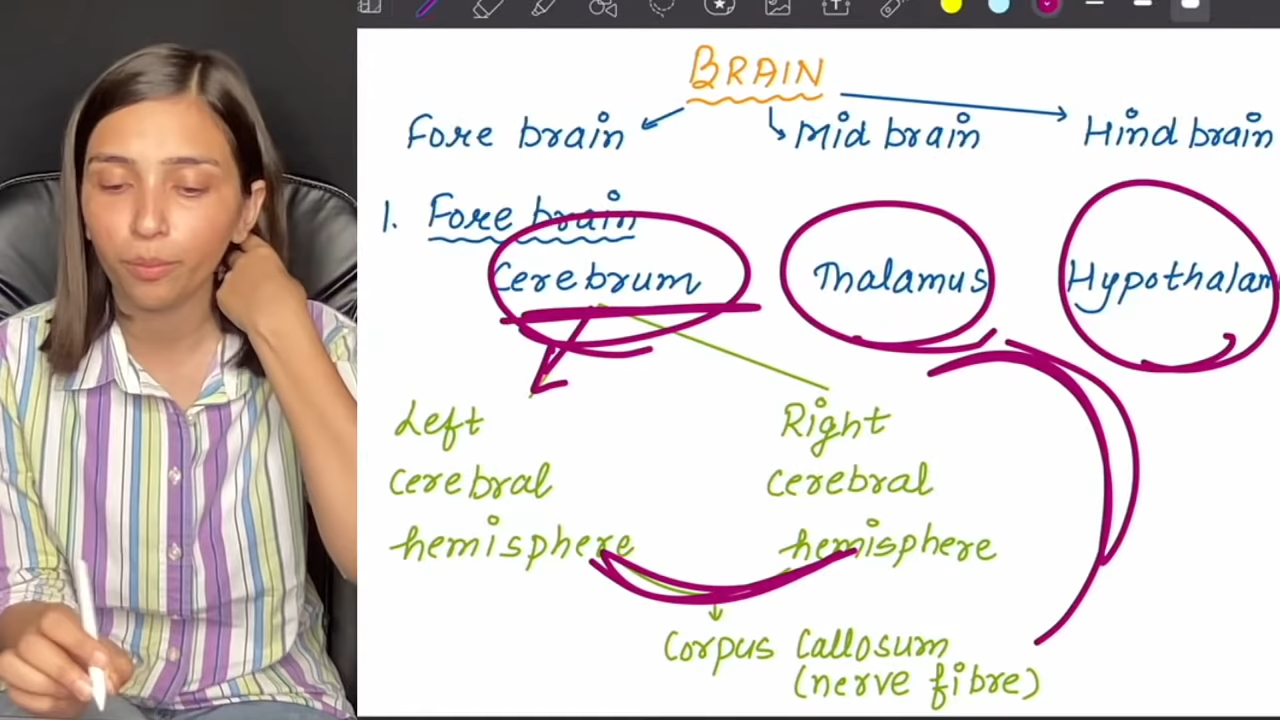 BRAIN
Fore brain Mid brain Hind brain
1. Fore brain
Cerebrum Thalamus Hypothalam
Left Right
cerebral cerebral
hemisphere hemisphere
Corpus Callosum
(nerve fibre)